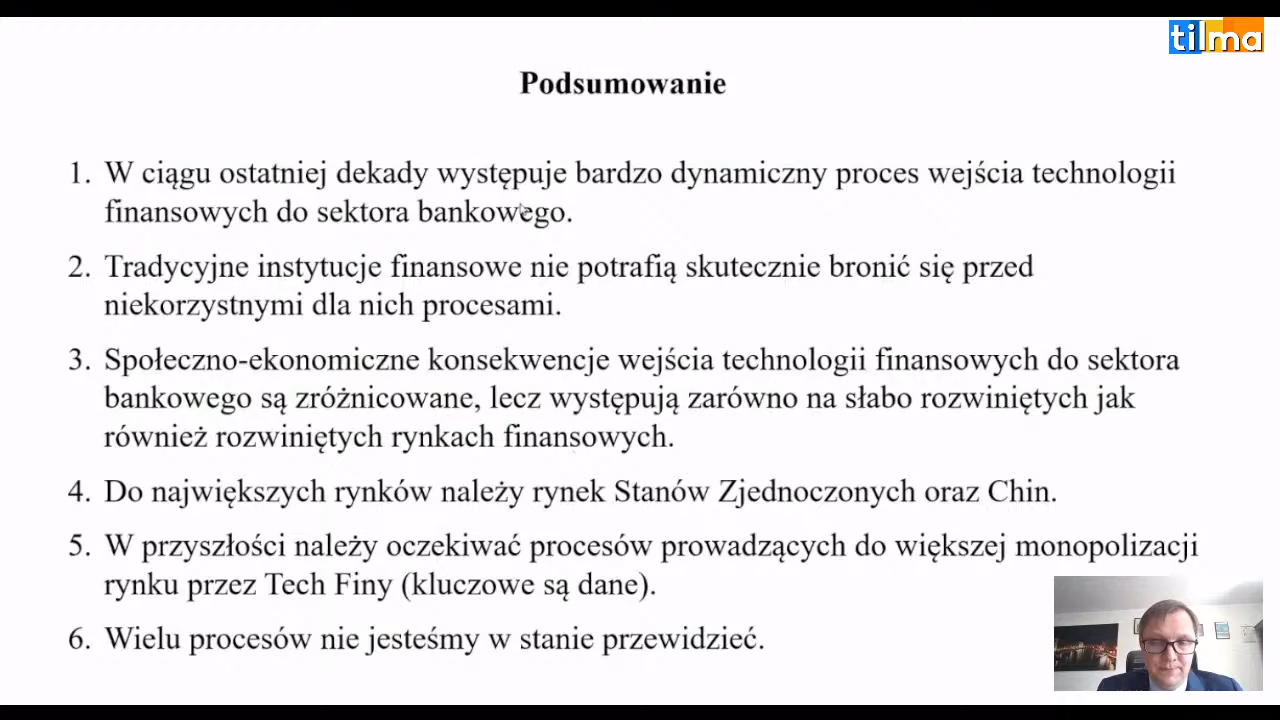 tilma
Podsumowanie
1. W ciągu ostatniej dekady występuje bardzo dynamiczny proces wejścia technologii
finansowych do sektora bankowego.
2. Tradycyjne instytucje finansowe nie potrafią skutecznie bronić się przed
niekorzystnymi dla nich procesami.
3. Społeczno-ekonomiczne konsekwencje wejścia technologii finansowych do sektora
bankowego są zróżnicowane, lecz występują zarówno na słabo rozwiniętych jak
również rozwiniętych rynkach finansowych.
4. Do największych rynków należy rynek Stanów Zjednoczonych oraz Chin.
5. W przyszłości należy oczekiwać procesów prowadzących do większej monopolizacji
rynku przez Tech Finy (kluczowe są dane).
6. Wielu procesów nie jesteśmy w stanie przewidzieć.